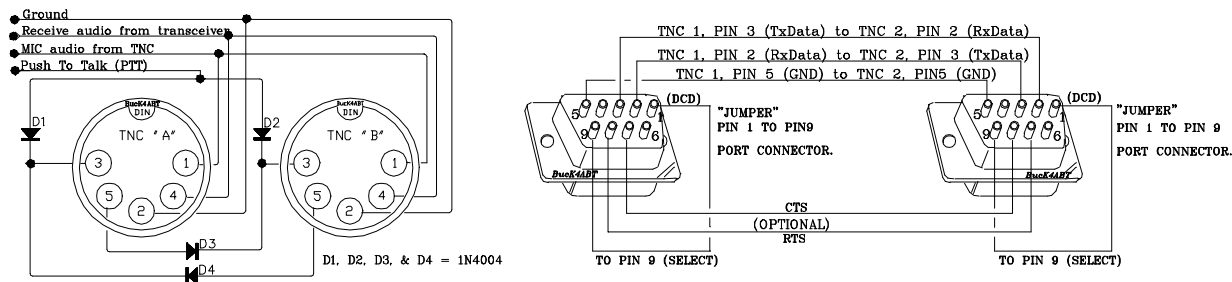 Ground
Receive audio from transceiver
MIC audio from TNC
Push To Talk (PTT)
D1
D2
BucK4ABT
DIN
TNC "A"
3
1
5
4
2
BucK4ABT
DIN
TNC "B"
3
1
5
4
2
D3
D4
D1, D2, D3, & D4 = 1N4004
TNC 1, PIN 3 (TxData) to TNC 2, PIN 2 (RxData)
TNC 1, PIN 2 (RxData) to TNC 2, PIN 3 (TxData)
TNC 1, PIN 5 (GND) to TNC 2, PIN5 (GND)
5
1
9
6
(DCD)
"JUMPER"
PIN 1 TO PIN9
PORT CONNECTOR.
BucK4ABT
5
1
9
6
(DCD)
"JUMPER"
PIN 1 TO PIN 9
PORT CONNECTOR.
BucK4ABT
CTS
(OPTIONAL)
RTS
TO PIN 9 (SELECT)
TO PIN 9 (SELECT)